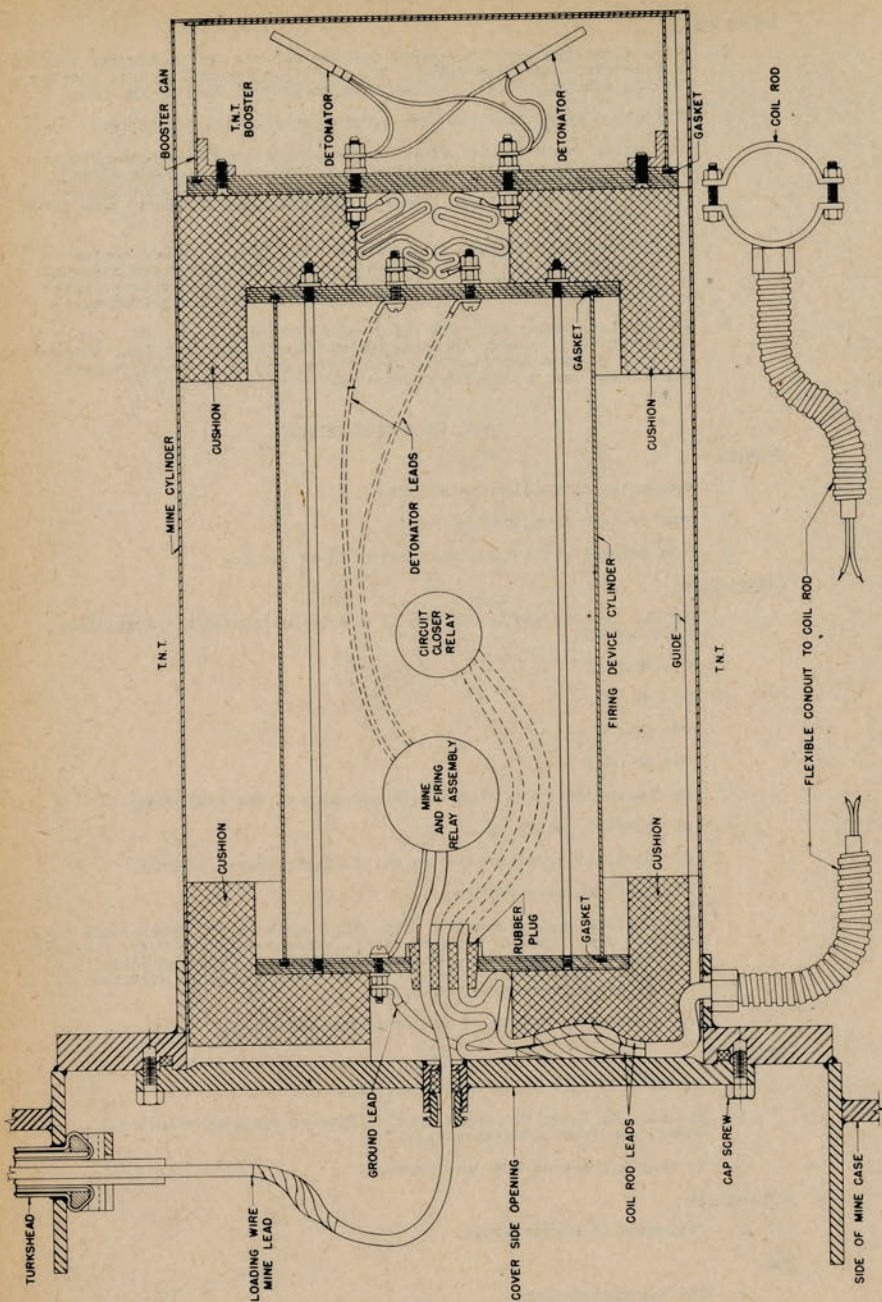 BOOSTER CAN
T.N.T.
BOOSTER
DETONATOR
DETONATOR
GASKET
COIL ROD
MINE CYLINDER
CUSHION
GASKET
CUSHION
T.N.T.
DETONATOR LEADS
CIRCUIT
CLOSER
RELAY
MINE
AND FIRING
RELAY ASSEMBLY
FIRING DEVICE CYLINDER
GUIDE
T.N.T.
FLEXIBLE CONDUIT TO COIL ROD
CUSHION
CUSHION
RUBBER
PLUG
GASKET
GROUND LEAD
COIL ROD LEADS
CAP SCREW
TURKSHEAD
LOADING WIRE
MINE LEAD
COVER SIDE OPENING
SIDE OF MINE CASE